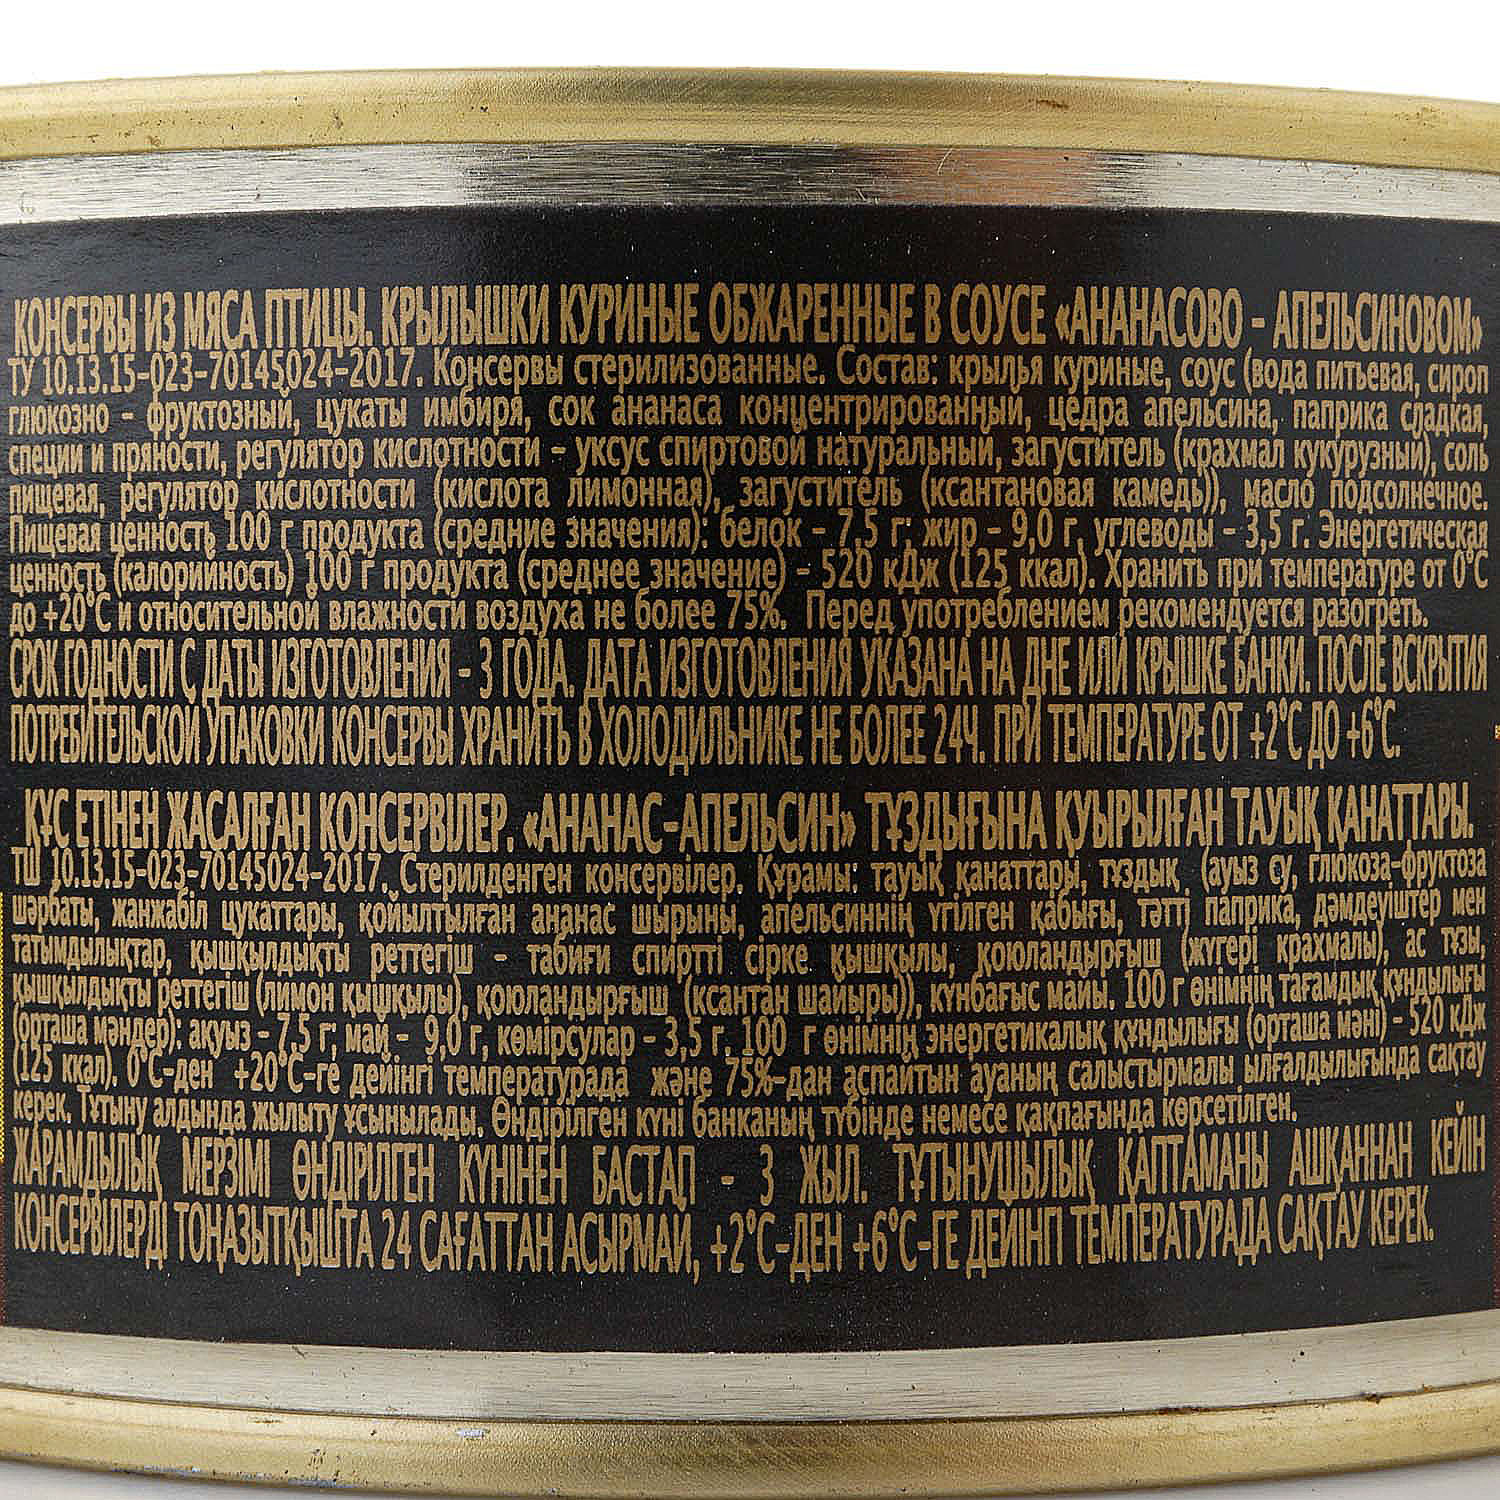 КОНСЕРВЫ ИЗ МЯСА ПТИЦЫ. КРЫЛЫШКИ КУРИНЫЕ ОБЖАРЕННЫЕ В СОУСЕ «АНАНАСОВО - АПЕЛЬСИНОВОМ»
ТУ 10.13.15-023-70145024-2017. Консервы стерилизованные. Состав: крылья куриные, соус (вода питьевая, сироп
глюкозно - фруктозный, цукаты имбиря, сок ананаса концентрированный, цедра апельсина, паприка сладкая,
специи и пряности, регулятор кислотности - уксус спиртовой натуральный, загуститель (крахмал кукурузный), соль
пищевая, регулятор кислотности (кислота лимонная), загуститель (ксантановая камедь)), масло подсолнечное.
Пищевая ценность 100 г продукта (средние значения): белок - 7,5 г; жир - 9,0 г, углеводы - 3,5 г. Энергетическая
ценность (калорийность) 100 г продукта (среднее значение) - 520 кДж (125 ккал). Хранить при температуре от 0°С
до +20°С и относительной влажности воздуха не более 75%. Перед употреблением рекомендуется разогреть.
СРОК ГОДНОСТИ С ДАТЫ ИЗГОТОВЛЕНИЯ - 3 ГОДА. ДАТА ИЗГОТОВЛЕНИЯ УКАЗАНА НА ДНЕ ИЛИ КРЫШКЕ БАНКИ. ПОСЛЕ ВСКРЫТИЯ
ПОТРЕБИТЕЛЬСКОЙ УПАКОВКИ КОНСЕРВЫ ХРАНИТЬ В ХОЛОДИЛЬНИКЕ НЕ БОЛЕЕ 24Ч. ПРИ ТЕМПЕРАТУРЕ ОТ +2°С ДО +6°С.
ҚҰС ЕТІНЕН ЖАСАЛҒАН КОНСЕРВІЛЕР. «АНАНАС-АПЕЛЬСИН» ТҰЗДЫҒЫНА ҚУЫРЫЛҒАН ТАУЫҚ ҚАНАТТАРЫ.
ТШ 10.13.15-023-70145024-2017. Стерилденген консервілер. Құрамы: тауық қанаттары, тұздық (ауыз су, глюкоза-фруктоза
шәрбаты, жанжабіл цукаттары, қойылтылған ананас шырыны, апельсиннің үгілген қабығы, тәтті паприка, дәмдеуіштер мен
татымдылықтар, қышқылдықты реттегіш - табиғи спиртті сірке қышқылы, қоюландырғыш (жүгері крахмалы), ас тұзы,
қышқылдықты реттегіш (лимон қышқылы), қоюландырғыш (ксантан шайыры)), күнбағыс майы. 100 г өнімнің тағамдық құндылығы
(орташа мәндер): ақуыз - 7,5 г; май - 9,0 г, көмірсулар - 3,5 г. 100 г өнімнің энергетикалық құндылығы (орташа мәні) - 520 кДж
(125 ккал). 0°С-ден +20°С-ге дейінгі температурада және 75%-дан аспайтын ауаның салыстырмалы ылғалдылығында сақтау
керек. Тұтыну алдында жылыту ұсынылады. Өндірілген күні банканың түбінде немесе қақпағында көрсетілген.
ЖАРАМДЫЛЫҚ МЕРЗІМІ ӨНДІРІЛГЕН КҮНІНЕН БАСТАП - 3 ЖЫЛ. ТҰТЫНУШЫЛЫҚ ҚАПТАМАНЫ АШҚАННАН КЕЙІН
КОНСЕРВІЛЕРДІ ТОҢАЗЫТҚЫШТА 24 САҒАТТАН АСЫРМАЙ, +2°С-ДЕН +6°С-ГЕ ДЕЙІНГІ ТЕМПЕРАТУРАДА САҚТАУ КЕРЕК.